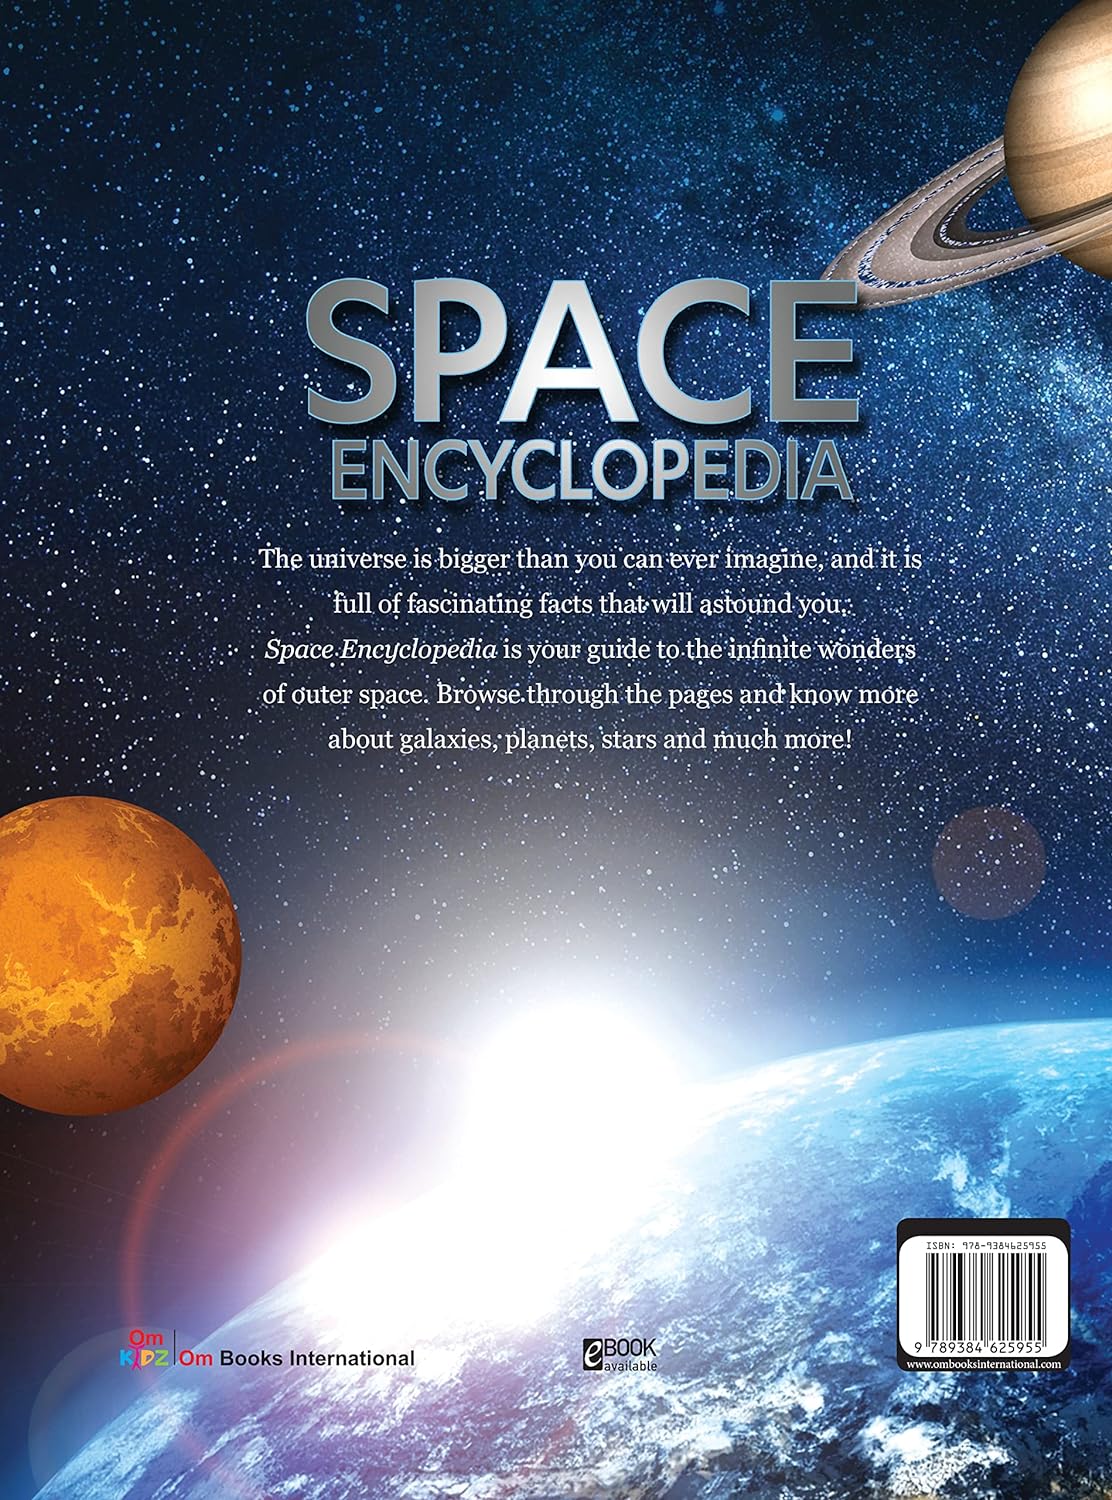 SPACE
ENCYCLOPEDIA
The universe is bigger than you can ever imagine, and it is
full of fascinating facts that will astound you.
Space Encyclopedia is your guide to the infinite wonders
of outer space. Browse through the pages and know more
about galaxies, planets, stars and much more!
Om
KIDZ
Om Books International
eBOOK
available
ISBN: 978-9384625955
9 789384 625955
www.ombooksinternational.com